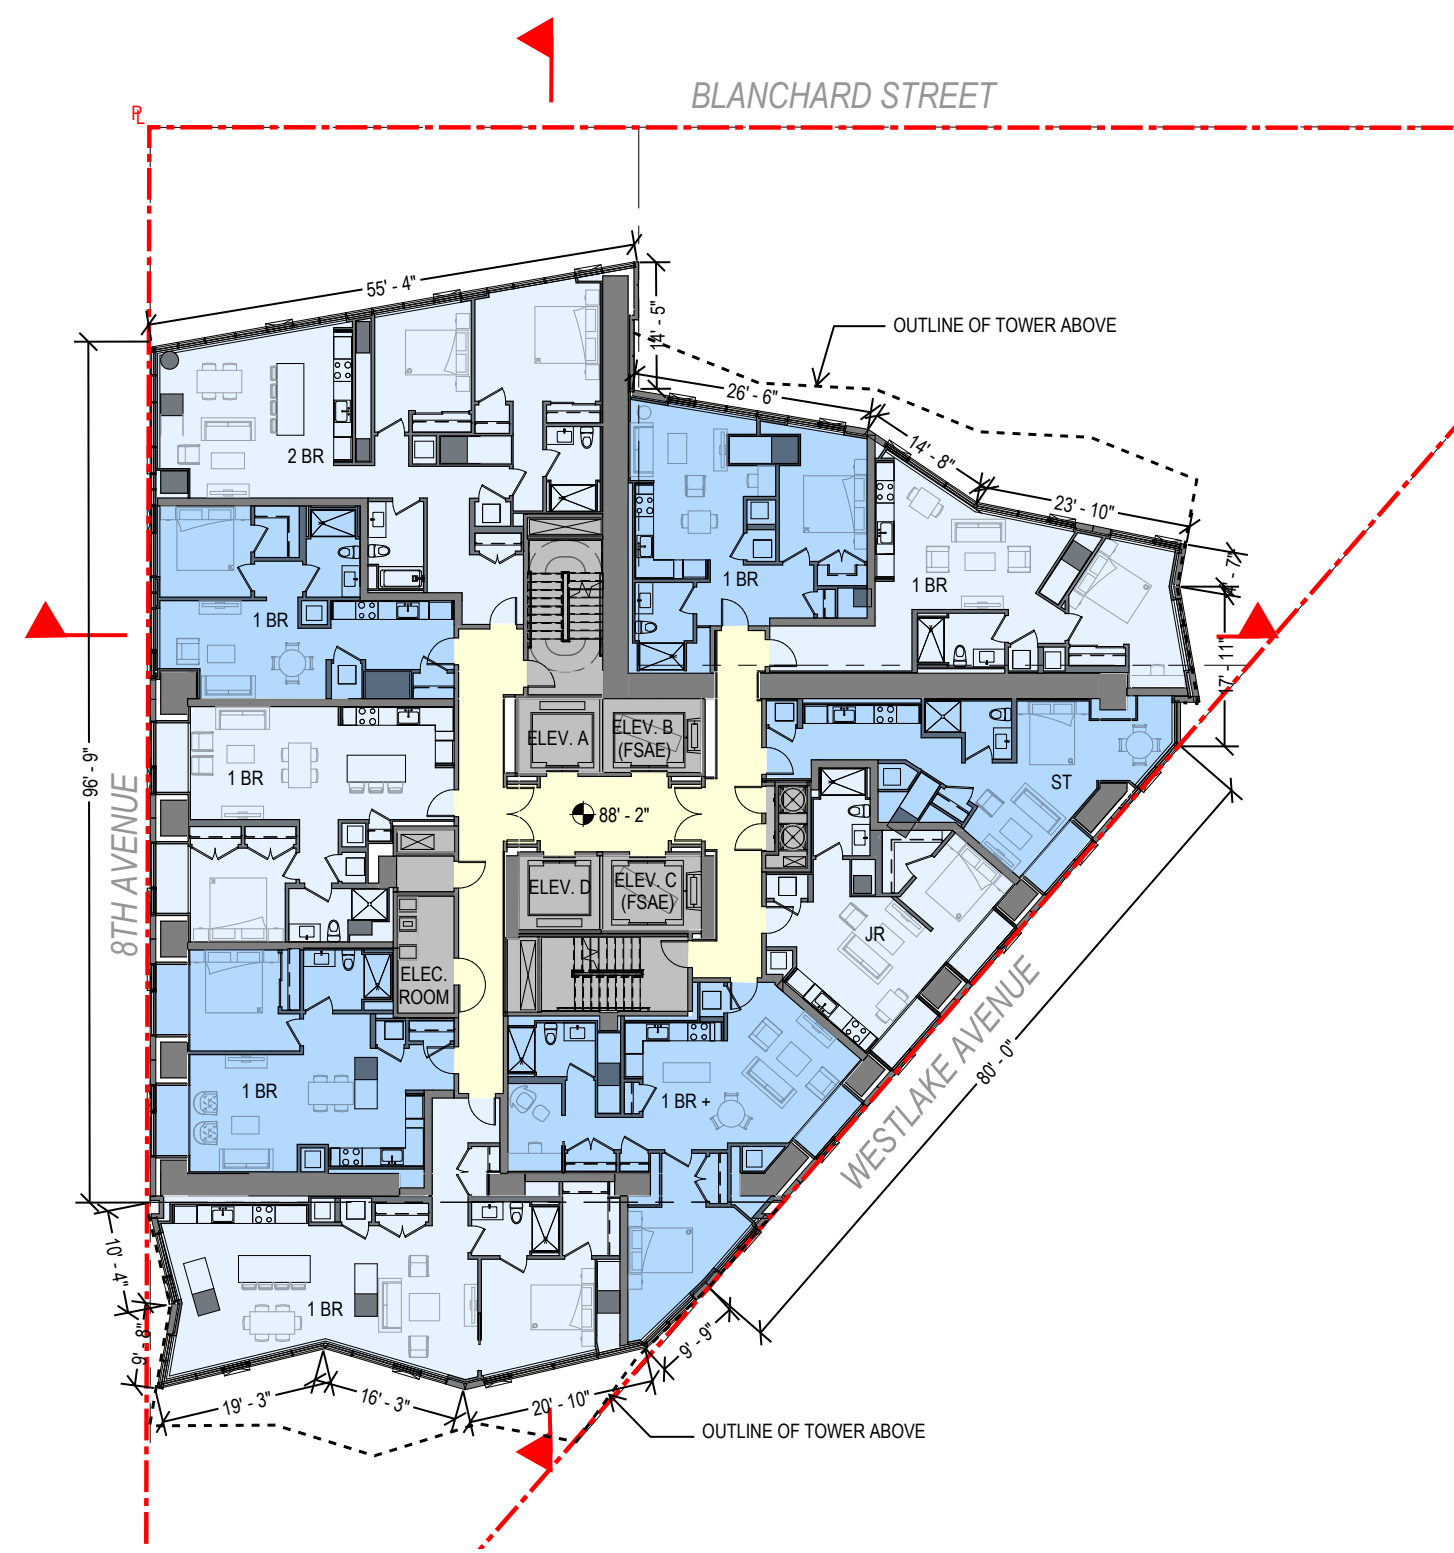 BLANCHARD STREET
PL
55' - 4"
14' - 5"
OUTLINE OF TOWER ABOVE
26' - 6"
14' - 8"
23' - 10"
2 BR
1 BR
1 BR
1 BR
17' - 11"
96' - 9"
8TH AVENUE
1 BR
ELEV. A
ELEV. B
(FSAE)
88' - 2"
ST
ELEV. D
ELEV. C
(FSAE)
JR
ELEC.
ROOM
WESTLAKE AVENUE
80' - 0"
1 BR
1 BR +
10' - 4"
9' - 8"
1 BR
9' - 9"
19' - 3"
16' - 3"
20' - 10"
OUTLINE OF TOWER ABOVE